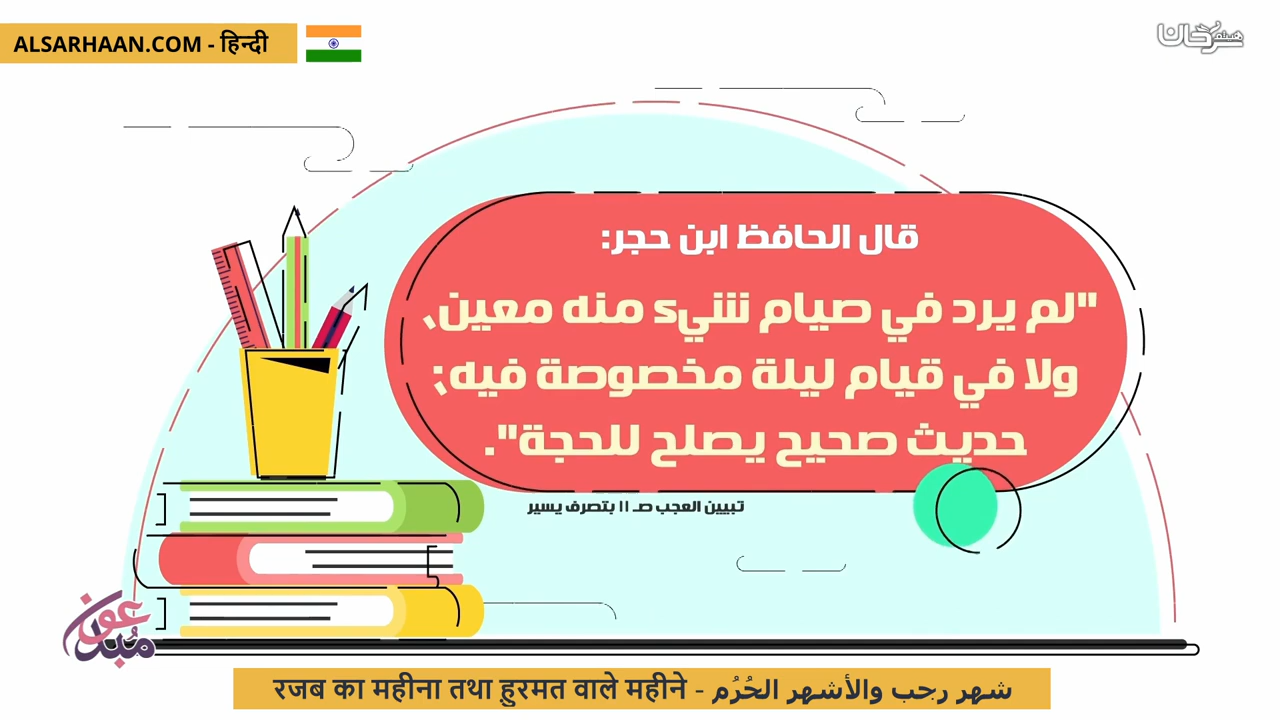 ALSARHAAN.COM - हिन्दी
هيثم سرحان
قال الحافظ ابن حجر:
"لم يرد في صيام شيء منه معين،
ولا في قيام ليلة مخصوصة فيه؛
حديث صحيح يصلح للحجة".
تبيين العجب صـ ١١ بتصرف يسير
रजब का महीना तथा हुरमत वाले महीने - شهر رجب والأشهر الحُرُم